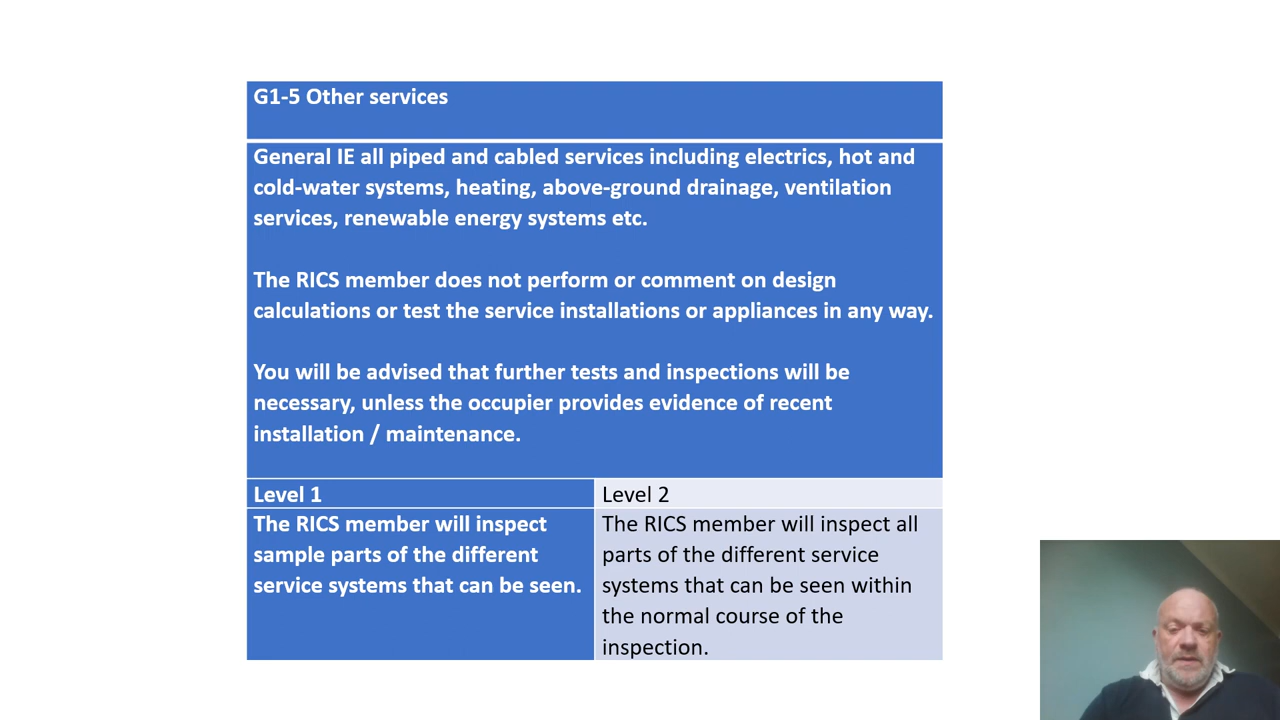 G1-5 Other services
General IE all piped and cabled services including electrics, hot and
cold-water systems, heating, above-ground drainage, ventilation
services, renewable energy systems etc.
The RICS member does not perform or comment on design
calculations or test the service installations or appliances in any way.
You will be advised that further tests and inspections will be
necessary, unless the occupier provides evidence of recent
installation / maintenance.
Level 1
The RICS member will inspect
sample parts of the different
service systems that can be seen.
Level 2
The RICS member will inspect all
parts of the different service
systems that can be seen within
the normal course of the
inspection.